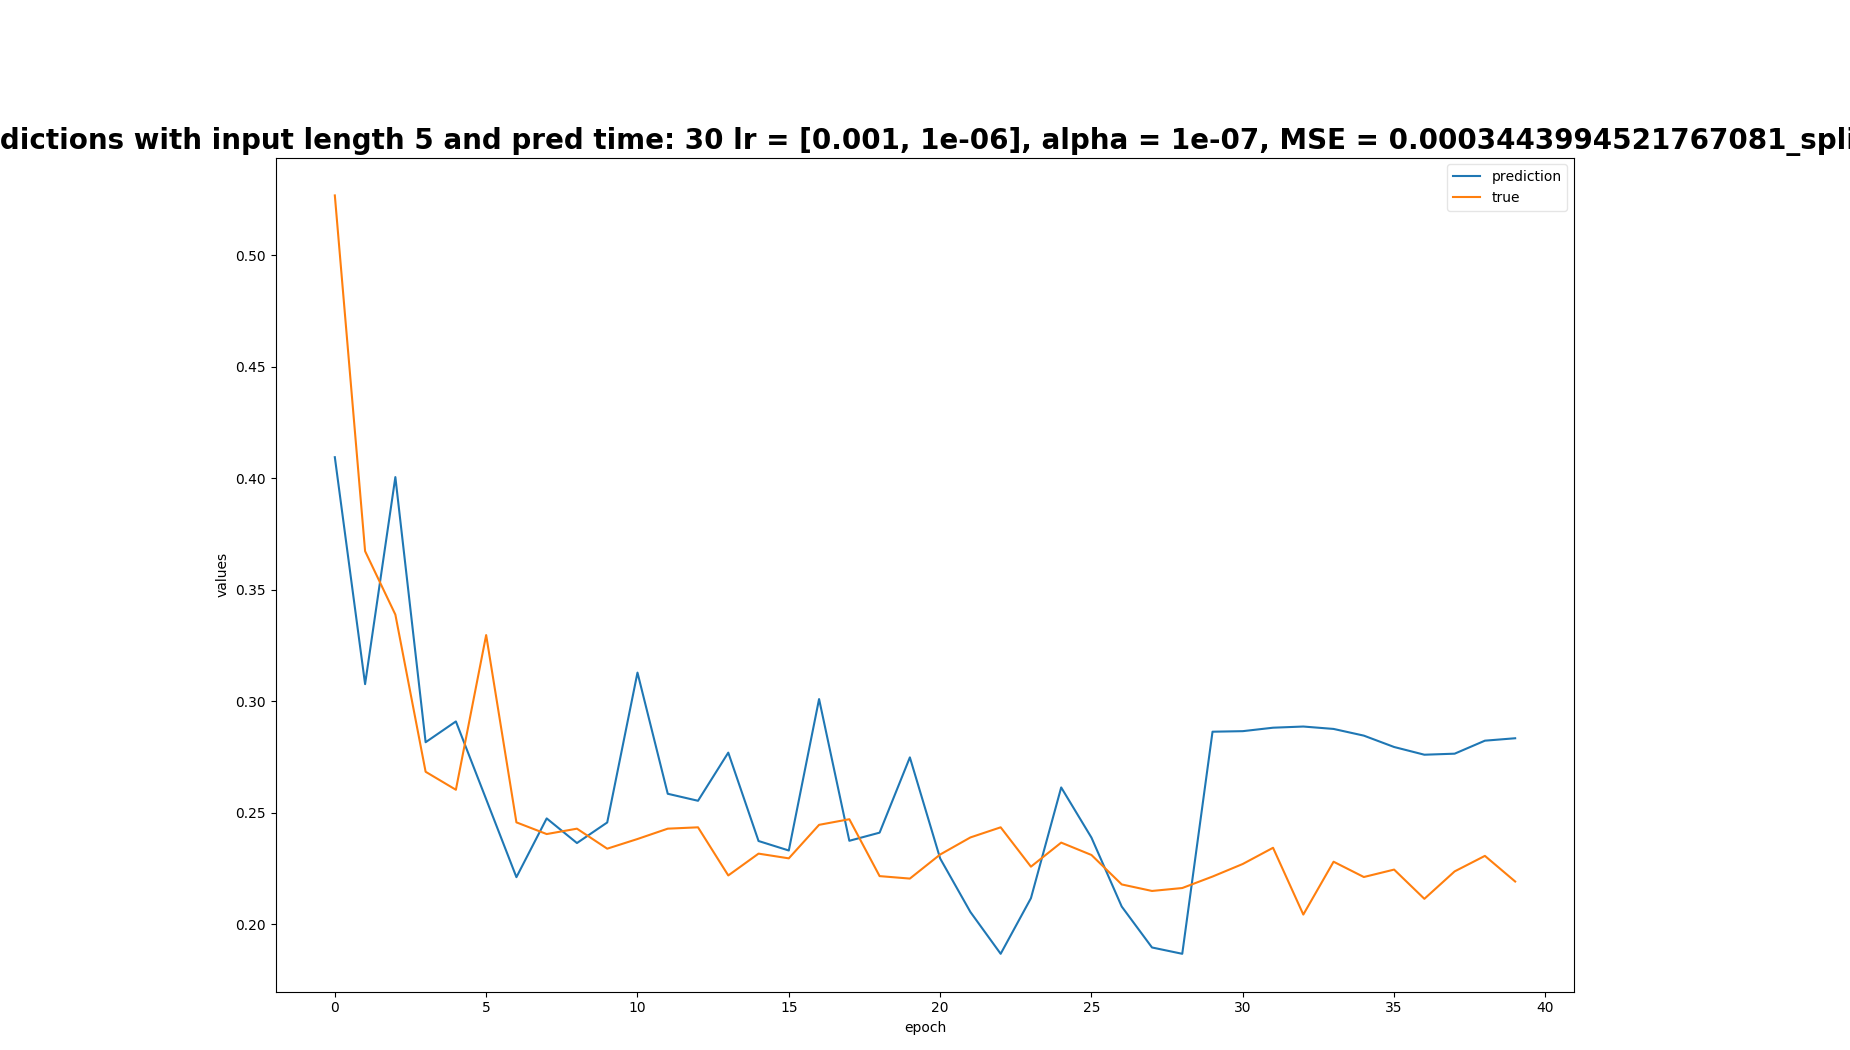 dictions with input length 5 and pred time: 30 lr = [0.001, 1e-06], alpha = 1e-07, MSE = 0.0003443994521767081_spli
prediction
true
0.50
0.45
0.40
0.35
0.30
0.25
0.20
values
0 5 10 15 20 25 30 35 40
epoch